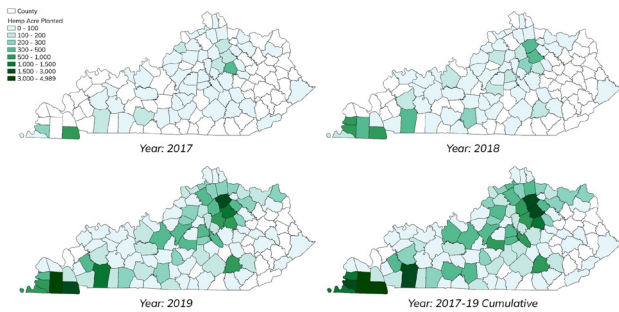 County
Hemp Acre Planted
0 - 100
100 - 200
200 - 300
300 - 500
500 - 1,000
1,000 - 1,500
1,500 - 3,000
3,000 - 4,989
Year: 2017
Year: 2018
Year: 2019
Year: 2017-19 Cumulative